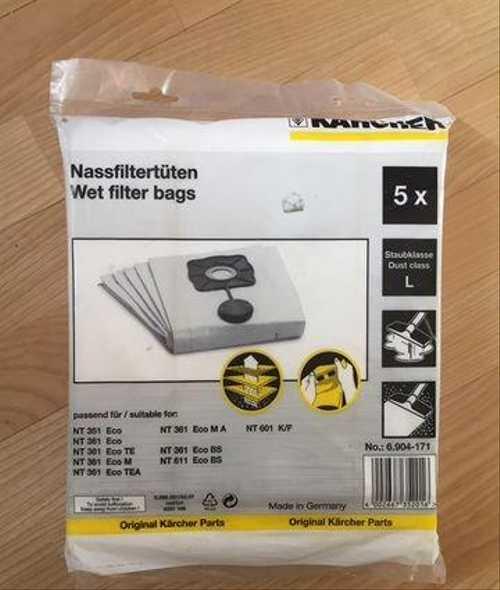 KÄRCHER
Nassfiltertüten
Wet filter bags
5 x
Staubklasse
Dust class
L
passend für / suitable for:
NT 351 Eco NT 361 Eco M A NT 601 K/F
NT 361 Eco
NT 361 Eco TE NT 361 Eco BS
NT 361 Eco M NT 611 Eco BS
NT 361 Eco TEA
No.: 6.904-171
Made in Germany
Original Kärcher Parts Original Kärcher Parts